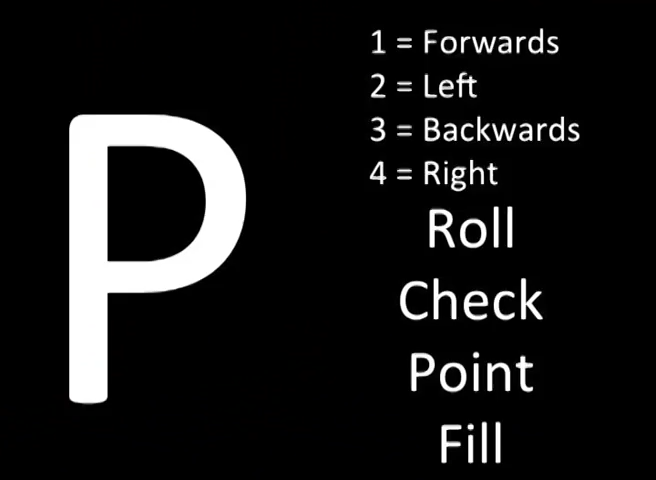 P
1 = Forwards
2 = Left
3 = Backwards
4 = Right
Roll
Check
Point
Fill